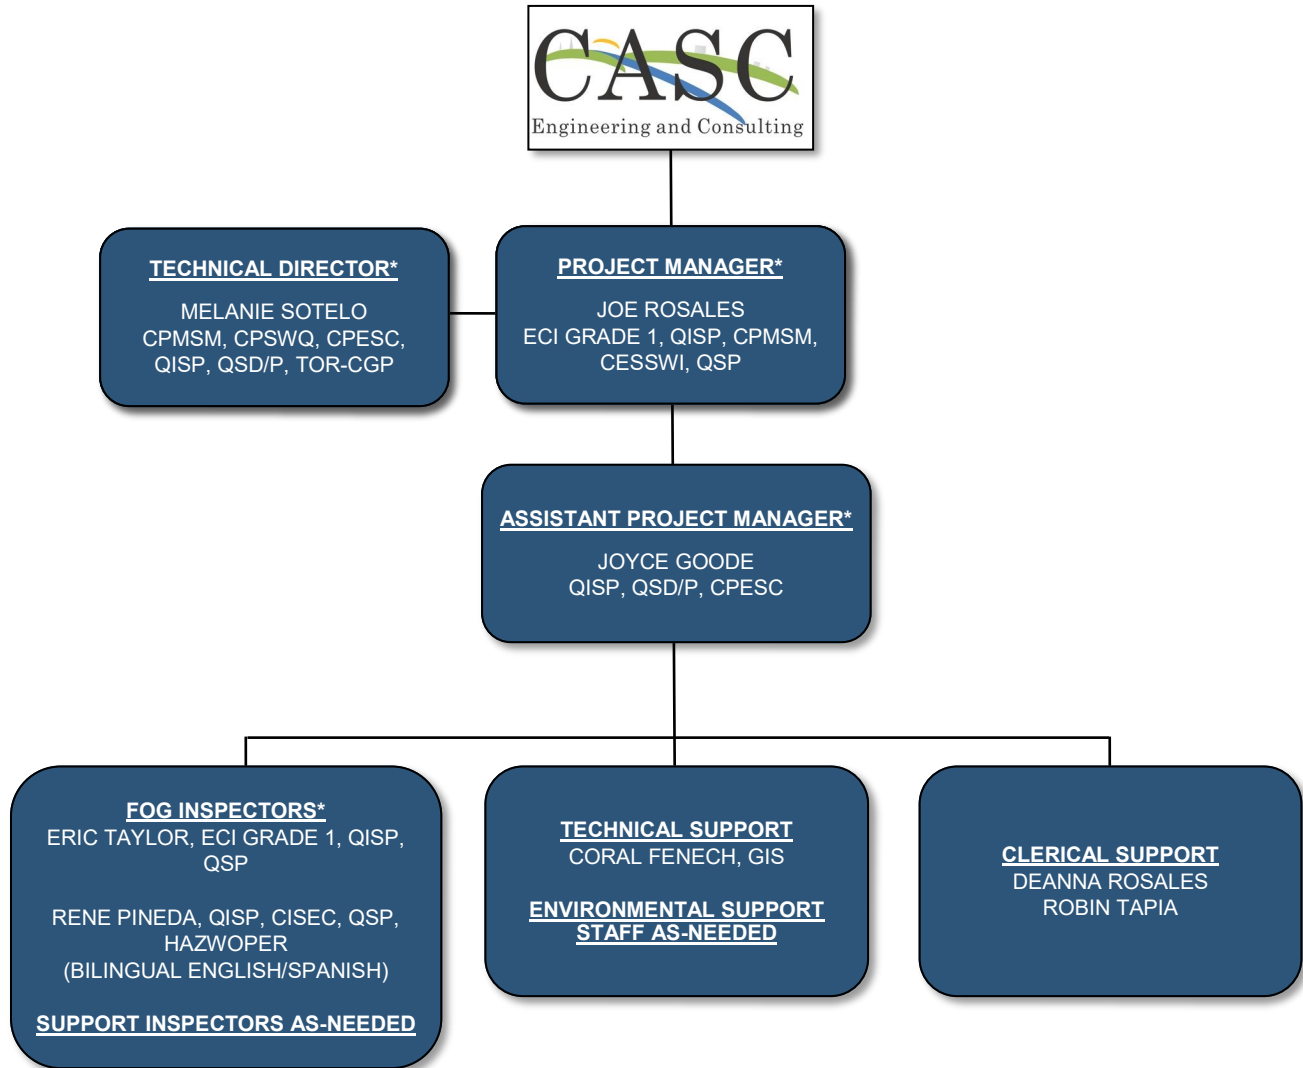 CASC
Engineering and Consulting
TECHNICAL DIRECTOR*
MELANIE SOTELO
CPMSM, CPSWQ, CPESC,
QISP, QSD/P, TOR-CGP
PROJECT MANAGER*
JOE ROSALES
ECI GRADE 1, QISP, CPMSM,
CESSWI, QSP
ASSISTANT PROJECT MANAGER*
JOYCE GOODE
QISP, QSD/P, CPESC
FOG INSPECTORS*
ERIC TAYLOR, ECI GRADE 1, QISP,
QSP
RENE PINEDA, QISP, CISEC, QSP,
HAZWOPER
(BILINGUAL ENGLISH/SPANISH)
SUPPORT INSPECTORS AS-NEEDED
TECHNICAL SUPPORT
CORAL FENECH, GIS
ENVIRONMENTAL SUPPORT
STAFF AS-NEEDED
CLERICAL SUPPORT
DEANNA ROSALES
ROBIN TAPIA